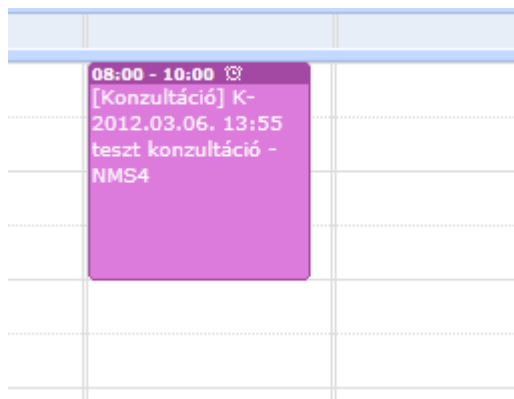 08:00 - 10:00
[Konzultáció] K-
2012.03.06. 13:55
teszt konzultáció -
NMS4